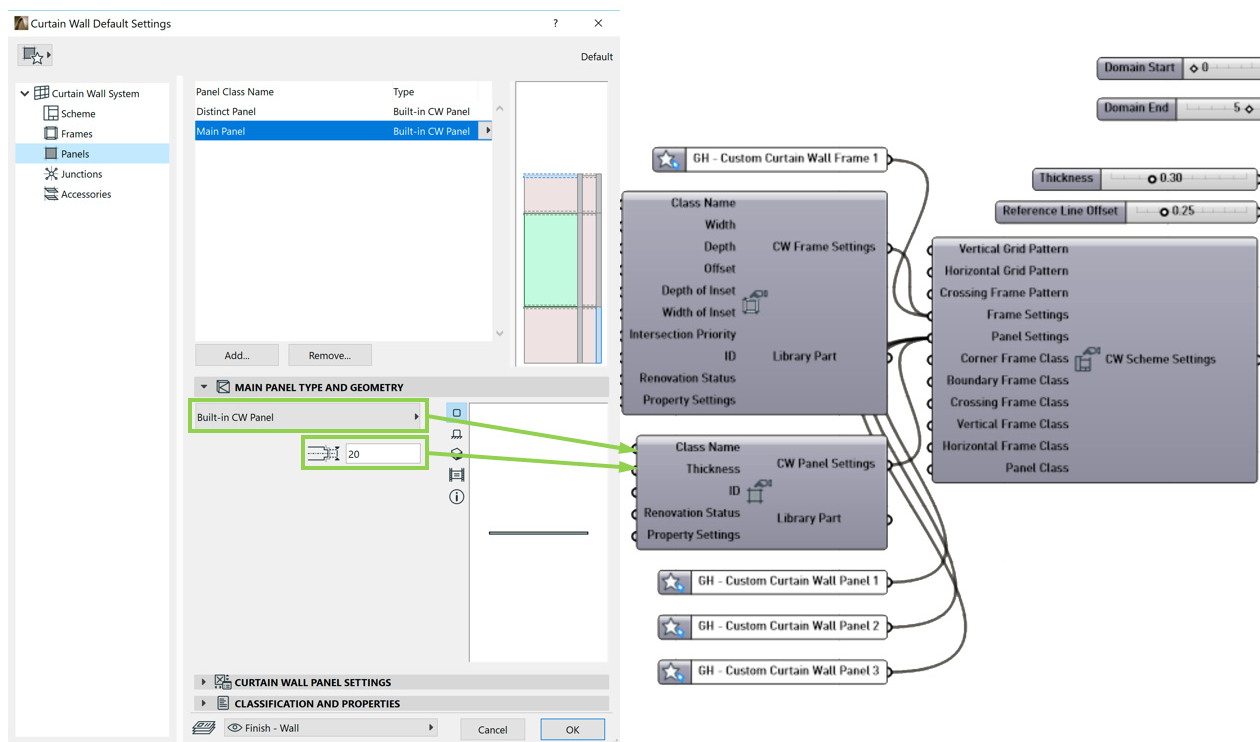 Curtain Wall Default Settings
?
Default
Curtain Wall System
Scheme
Frames
Panels
Junctions
Accessories
Panel Class Name Type
Distinct Panel Built-in CW Panel
Main Panel Built-in CW Panel
Add... Remove...
MAIN PANEL TYPE AND GEOMETRY
Built-in CW Panel
20
CURTAIN WALL PANEL SETTINGS
CLASSIFICATION AND PROPERTIES
Finish - Wall
Cancel OK
Domain Start 0
Domain End 5
GH - Custom Curtain Wall Frame 1
Thickness 0.30
Reference Line Offset 0.25
Class Name
Width
Depth
Offset
Depth of Inset
Width of Inset
Intersection Priority
ID
Renovation Status
Property Settings
CW Frame Settings
Library Part
Class Name
Thickness
ID
Renovation Status
Property Settings
CW Panel Settings
Library Part
GH - Custom Curtain Wall Panel 1
GH - Custom Curtain Wall Panel 2
GH - Custom Curtain Wall Panel 3
Vertical Grid Pattern
Horizontal Grid Pattern
Crossing Frame Pattern
Frame Settings
Panel Settings
Corner Frame Class
Boundary Frame Class
Crossing Frame Class
Vertical Frame Class
Horizontal Frame Class
Panel Class
CW Scheme Settings